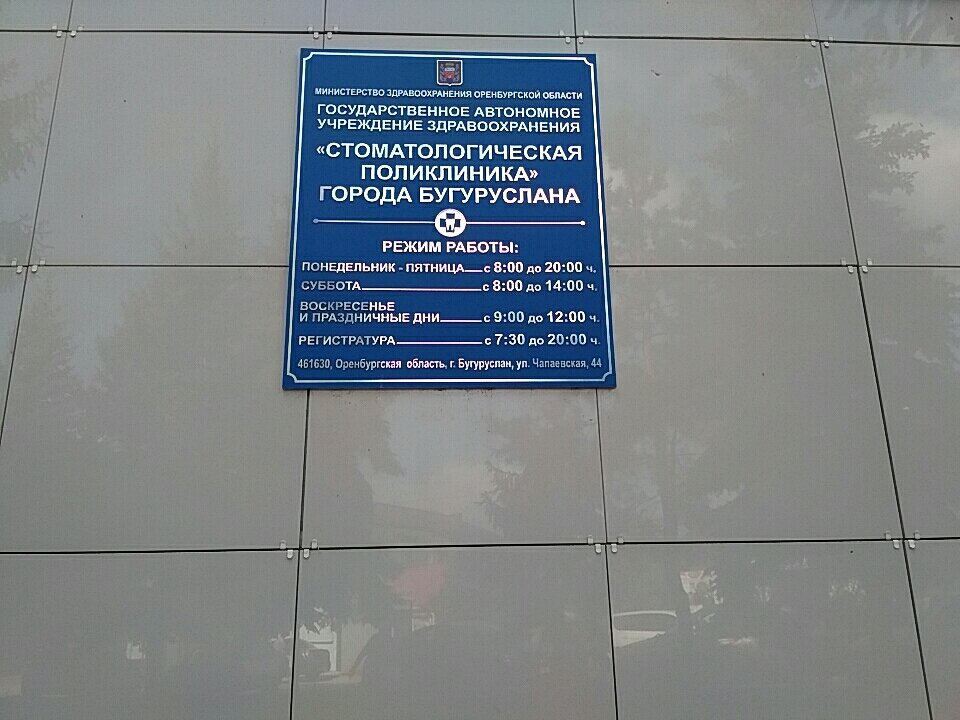 МИНИСТЕРСТВО ЗДРАВООХРАНЕНИЯ ОРЕНБУРГСКОЙ ОБЛАСТИ
ГОСУДАРСТВЕННОЕ АВТОНОМНОЕ
УЧРЕЖДЕНИЕ ЗДРАВООХРАНЕНИЯ
«СТОМАТОЛОГИЧЕСКАЯ
ПОЛИКЛИНИКА»
ГОРОДА БУГУРУСЛАНА
РЕЖИМ РАБОТЫ:
ПОНЕДЕЛЬНИК - ПЯТНИЦА с 8:00 до 20:00 ч.
СУББОТА с 8:00 до 14:00 ч.
ВОСКРЕСЕНЬЕ
И ПРАЗДНИЧНЫЕ ДНИ с 9:00 до 12:00 ч.
РЕГИСТРАТУРА с 7:30 до 20:00 ч.
461630, Оренбургская область, г. Бугуруслан, ул. Чапаевская, 44